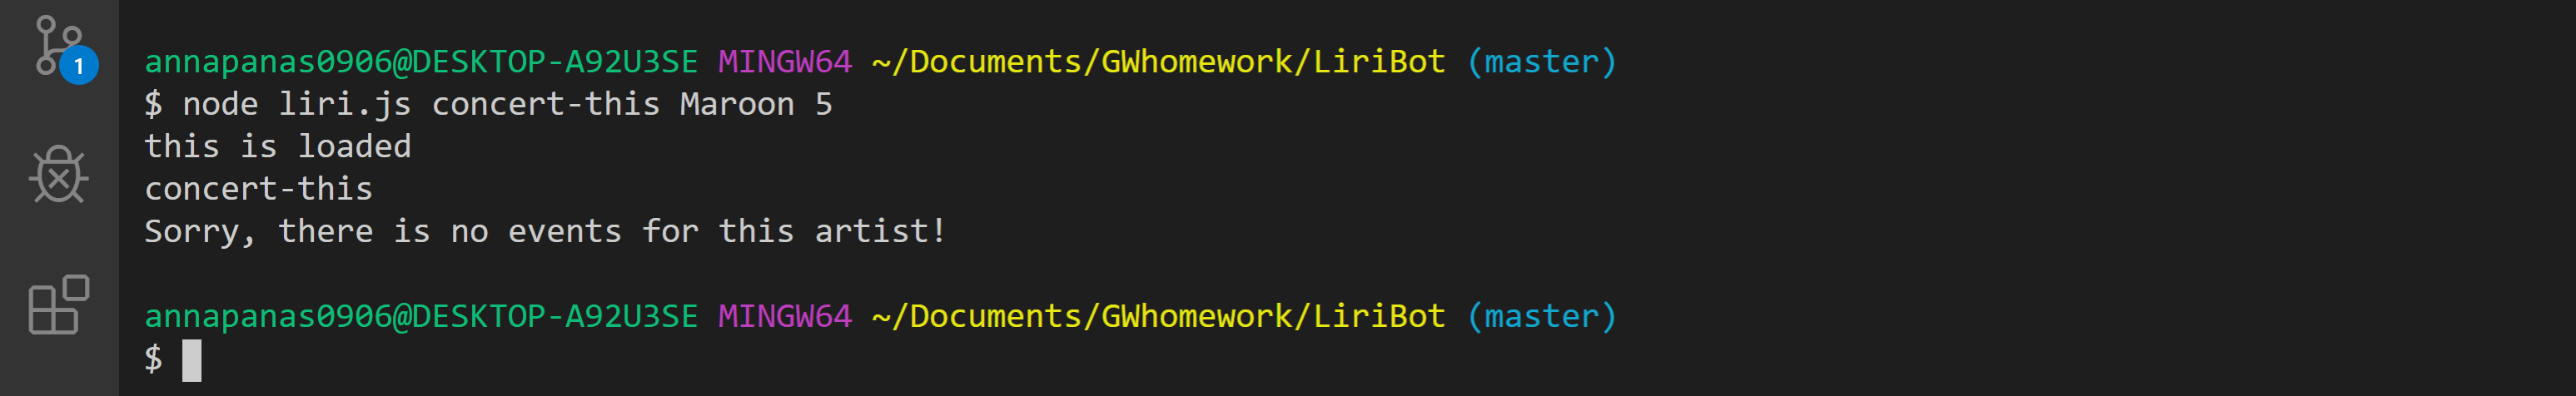 1
annapanas0906@DESKTOP-A92U3SE MINGW64 ~/Documents/GWhomework/LiriBot (master)
$ node liri.js concert-this Maroon 5
this is loaded
concert-this
Sorry, there is no events for this artist!
annapanas0906@DESKTOP-A92U3SE MINGW64 ~/Documents/GWhomework/LiriBot (master)
$